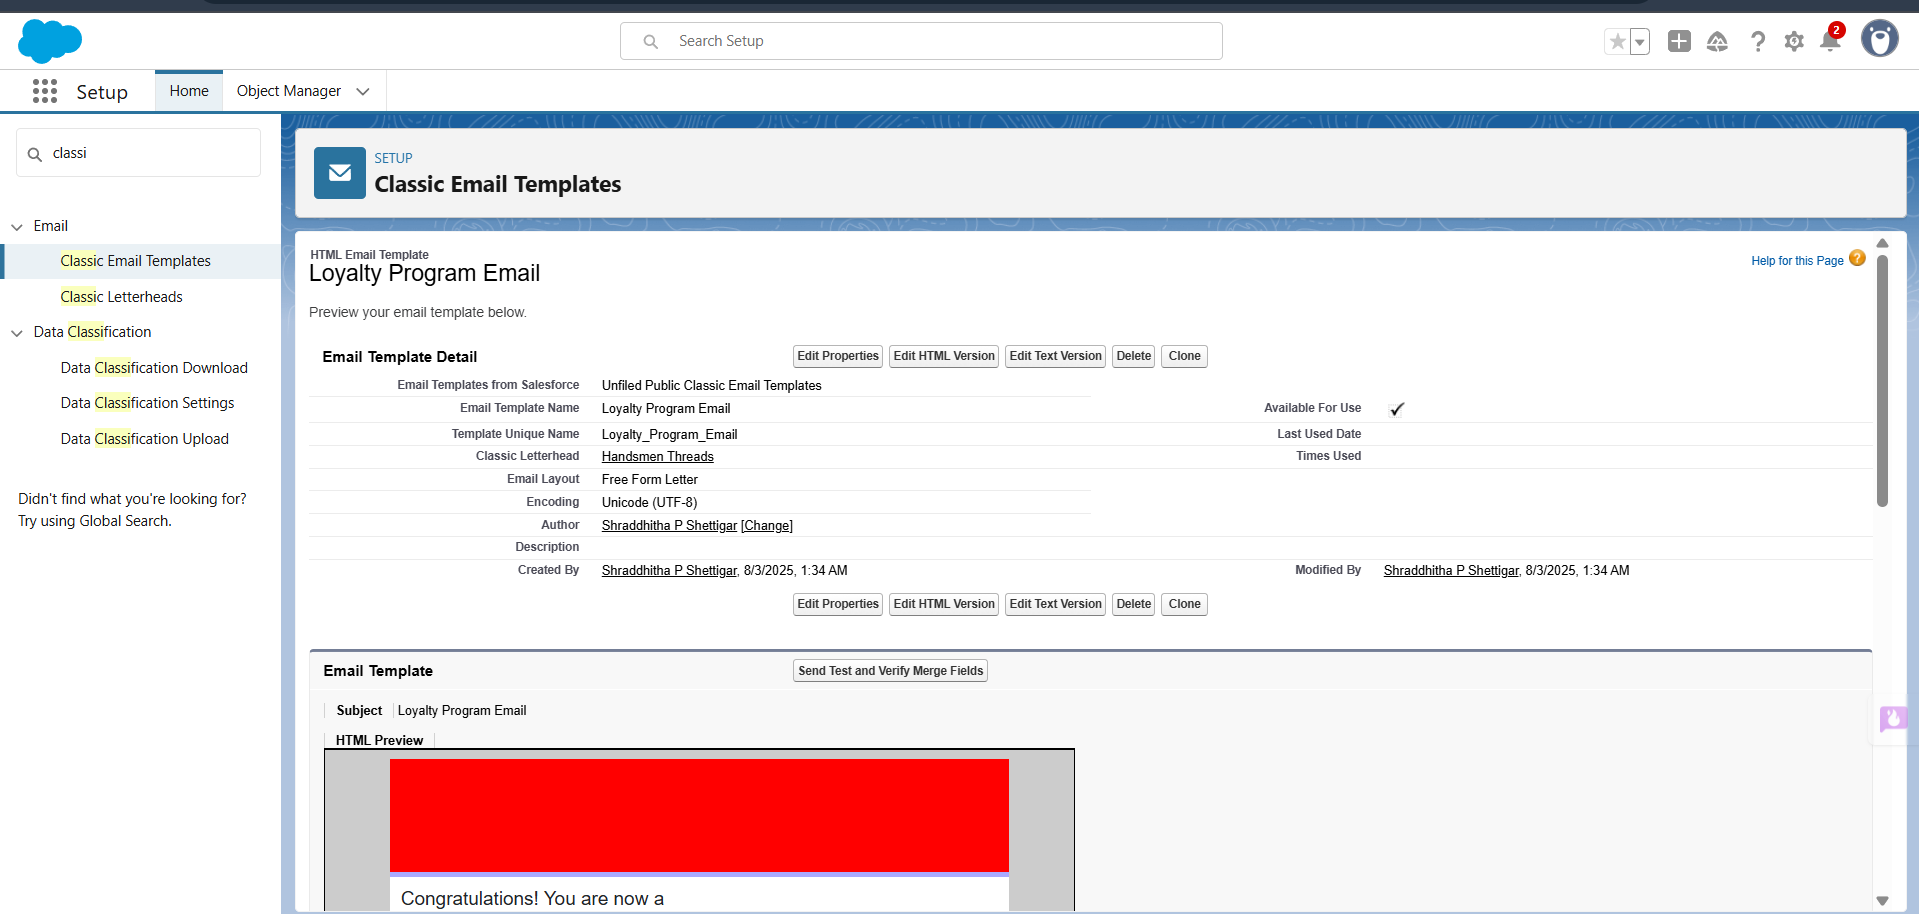 Search Setup
2
Setup
Home
Object Manager
classi
Email
Classic Email Templates
Classic Letterheads
Data Classification
Data Classification Download
Data Classification Settings
Data Classification Upload
Didn't find what you're looking for?
Try using Global Search.
SETUP
Classic Email Templates
HTML Email Template
Loyalty Program Email
Help for this Page ?
Preview your email template below.
Email Template Detail
Edit Properties Edit HTML Version Edit Text Version Delete Clone
Email Templates from Salesforce Unfiled Public Classic Email Templates
Email Template Name Loyalty Program Email Available For Use
Template Unique Name Loyalty_Program_Email Last Used Date
Classic Letterhead Handsmen Threads Times Used
Email Layout Free Form Letter
Encoding Unicode (UTF-8)
Author Shraddhitha P Shettigar [Change]
Description
Created By Shraddhitha P Shettigar, 8/3/2025, 1:34 AM Modified By Shraddhitha P Shettigar, 8/3/2025, 1:34 AM
Edit Properties Edit HTML Version Edit Text Version Delete Clone
Email Template Send Test and Verify Merge Fields
Subject Loyalty Program Email
HTML Preview
Congratulations! You are now a